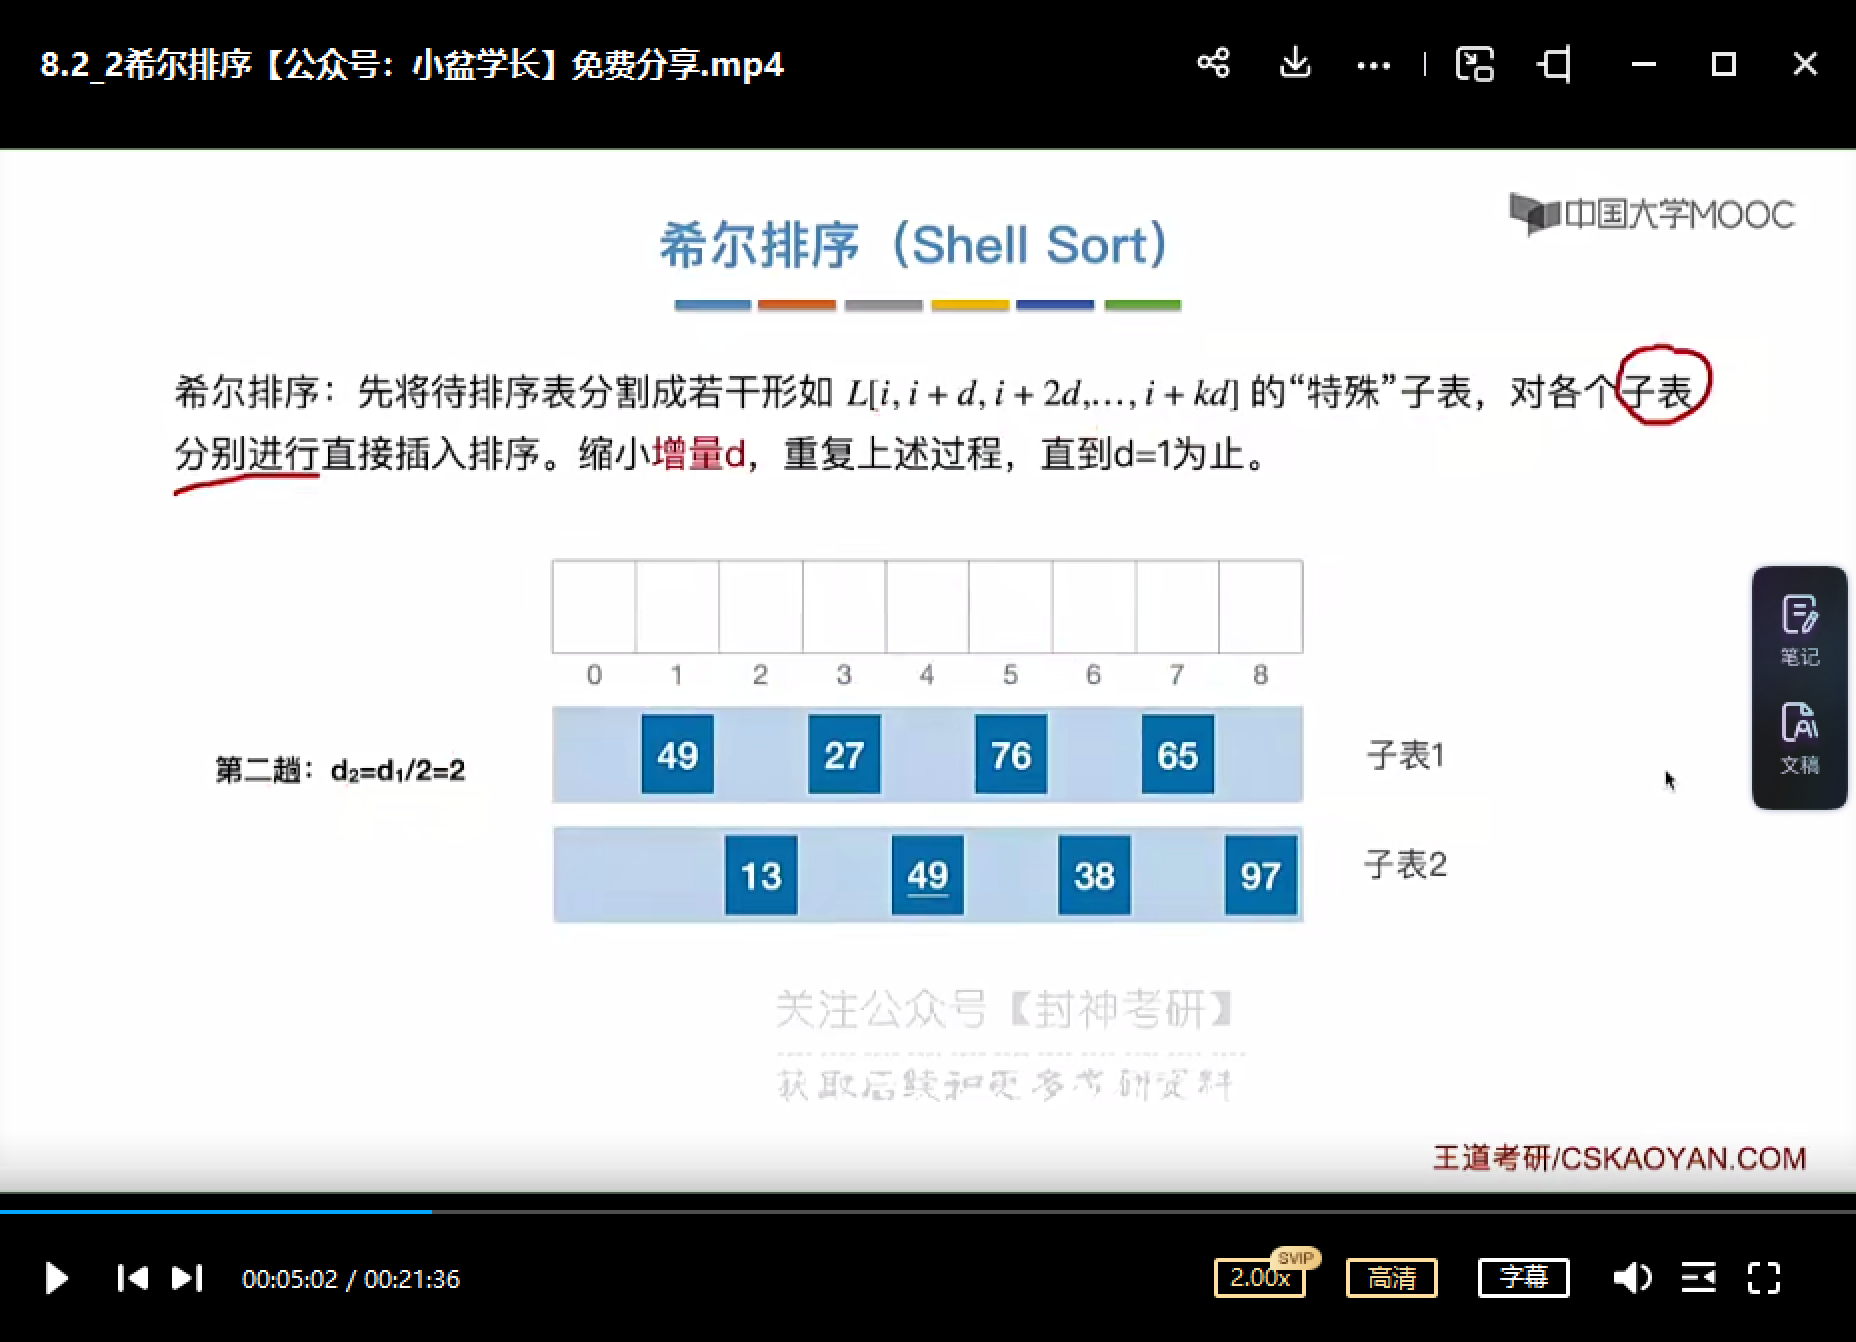 8.2_2希尔排序【公众号：小盆学长】免费分享.mp4
中国大学MOOC
希尔排序（Shell Sort）
希尔排序：先将待排序表分割成若干形如 L[i, i + d, i + 2d,…, i + kd] 的“特殊”子表，对各个子表
分别进行直接插入排序。缩小增量d，重复上述过程，直到d=1为止。
0 1 2 3 4 5 6 7 8
第二趟：d₂=d₁/2=2
49 27 76 65 子表1
13 49 38 97 子表2
笔记
文稿
关注公众号【封神考研】
获取后续和更多考研资料
王道考研/CSKAOYAN.COM
00:05:02 / 00:21:36
2.00x SVIP 高清 字幕